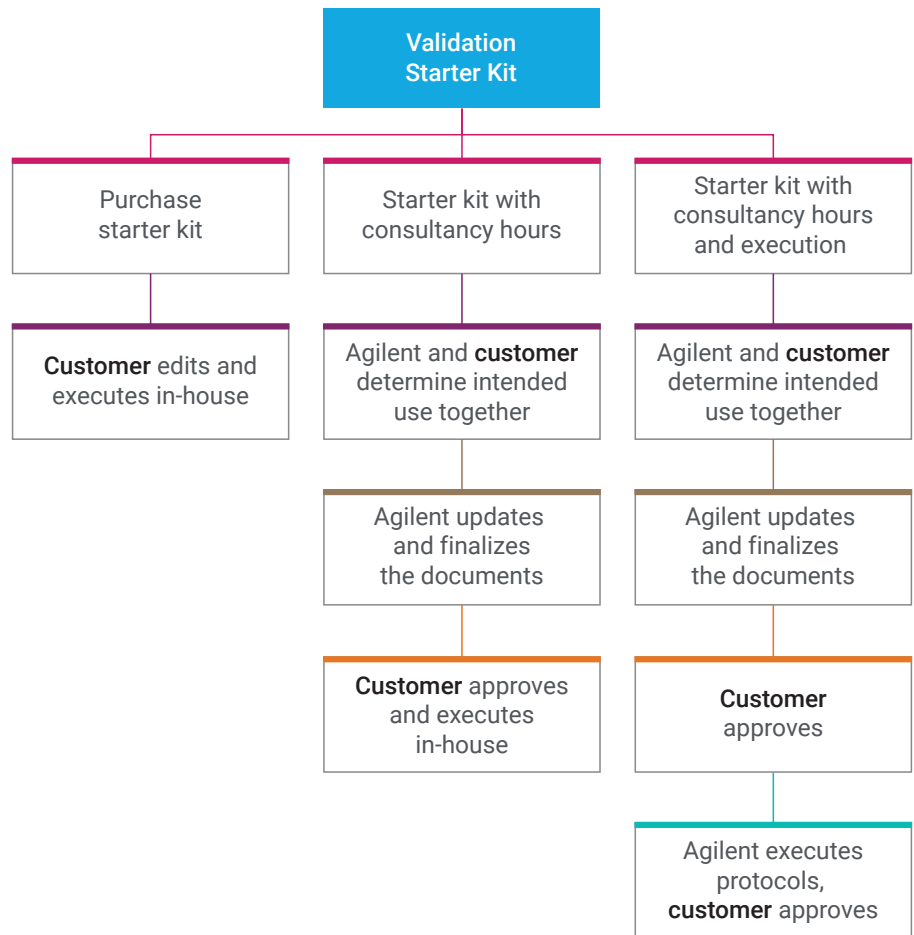 Validation
Starter Kit
Purchase
starter kit
Starter kit with
consultancy hours
Starter kit with
consultancy hours
and execution
Customer edits and
executes in-house
Agilent and customer
determine intended
use together
Agilent and customer
determine intended
use together
Agilent updates
and finalizes
the documents
Agilent updates
and finalizes
the documents
Customer approves
and executes
in-house
Customer
approves
Agilent executes
protocols,
customer approves